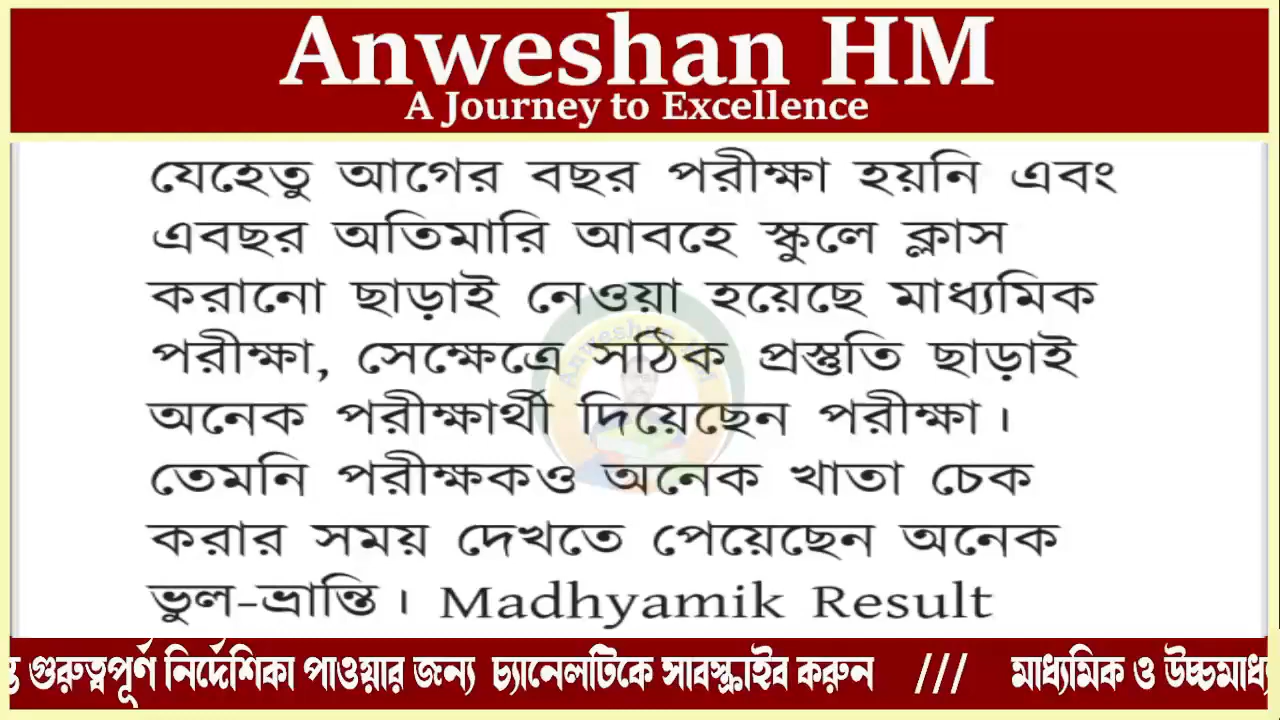 Anweshan HM
A Journey to Excellence
যেহেতু আগের বছর পরীক্ষা হয়নি এবং
এবছর অতিমারি আবহে স্কুলে ক্লাস
করানো ছাড়াই নেওয়া হয়েছে মাধ্যমিক
পরীক্ষা, সেক্ষেত্রে সঠিক প্রস্তুতি ছাড়াই
অনেক পরীক্ষার্থী দিয়েছেন পরীক্ষা।
তেমনি পরীক্ষকও অনেক খাতা চেক
করার সময় দেখতে পেয়েছেন অনেক
ভুল-ভ্রান্তি। Madhyamik Result
গুরুত্বপূর্ণ নির্দেশিকা পাওয়ার জন্য চ্যানেলটিকে সাবস্ক্রাইব করুন /// মাধ্যমিক ও